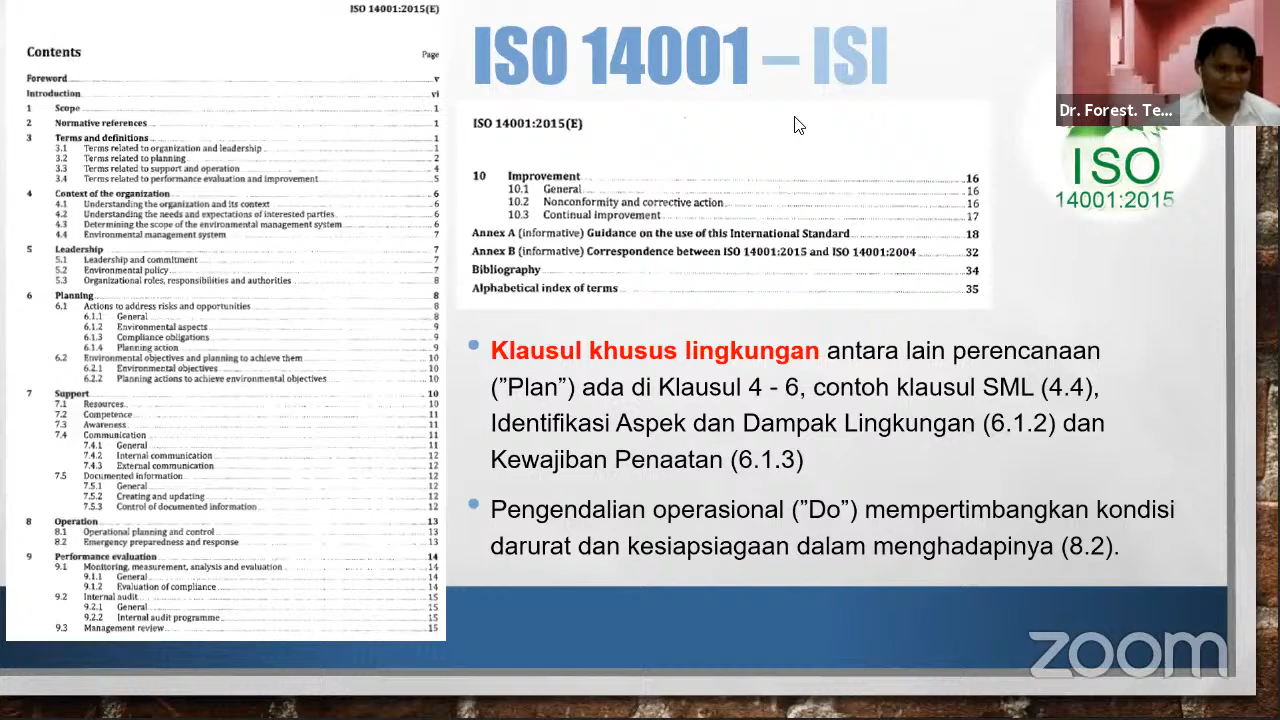 ISO 14001:2015(E)
Contents
Page
Foreword v
Introduction vi
1 Scope 1
2 Normative references 1
3 Terms and definitions 1
3.1 Terms related to organization and leadership 1
3.2 Terms related to planning 2
3.3 Terms related to support and operation 4
3.4 Terms related to performance evaluation and improvement 5
4 Context of the organization 6
4.1 Understanding the organization and its context 6
4.2 Understanding the needs and expectations of interested parties 6
4.3 Determining the scope of the environmental management system 6
4.4 Environmental management system 7
5 Leadership 7
5.1 Leadership and commitment 7
5.2 Environmental policy 7
5.3 Organizational roles, responsibilities and authorities 8
6 Planning 8
6.1 Actions to address risks and opportunities 8
6.1.1 General 8
6.1.2 Environmental aspects 9
6.1.3 Compliance obligations 9
6.1.4 Planning action 9
6.2 Environmental objectives and planning to achieve them 10
6.2.1 Environmental objectives 10
6.2.2 Planning actions to achieve environmental objectives 10
7 Support 10
7.1 Resources 10
7.2 Competence 11
7.3 Awareness 11
7.4 Communication 11
7.4.1 General 11
7.4.2 Internal communication 12
7.4.3 External communication 12
7.5 Documented information 12
7.5.1 General 12
7.5.2 Creating and updating 12
7.5.3 Control of documented information 12
8 Operation 13
8.1 Operational planning and control 13
8.2 Emergency preparedness and response 13
9 Performance evaluation 14
9.1 Monitoring, measurement, analysis and evaluation 14
9.1.1 General 14
9.1.2 Evaluation of compliance 14
9.2 Internal audit 15
9.2.1 General 15
9.2.2 Internal audit programme 15
9.3 Management review 15
ISO 14001 – ISI
ISO 14001:2015(E)
10 Improvement 16
10.1 General 16
10.2 Nonconformity and corrective action 16
10.3 Continual improvement 17
Annex A (informative) Guidance on the use of this International Standard 18
Annex B (informative) Correspondence between ISO 14001:2015 and ISO 14001:2004 32
Bibliography 34
Alphabetical index of terms 35
Klausul khusus lingkungan antara lain perencanaan
(”Plan”) ada di Klausul 4 - 6, contoh klausul SML (4.4),
Identifikasi Aspek dan Dampak Lingkungan (6.1.2) dan
Kewajiban Penaatan (6.1.3)
Pengendalian operasional (”Do”) mempertimbangkan kondisi
darurat dan kesiapsiagaan dalam menghadapinya (8.2).
Dr. Forest. Te...
ISO
14001:2015
zoom